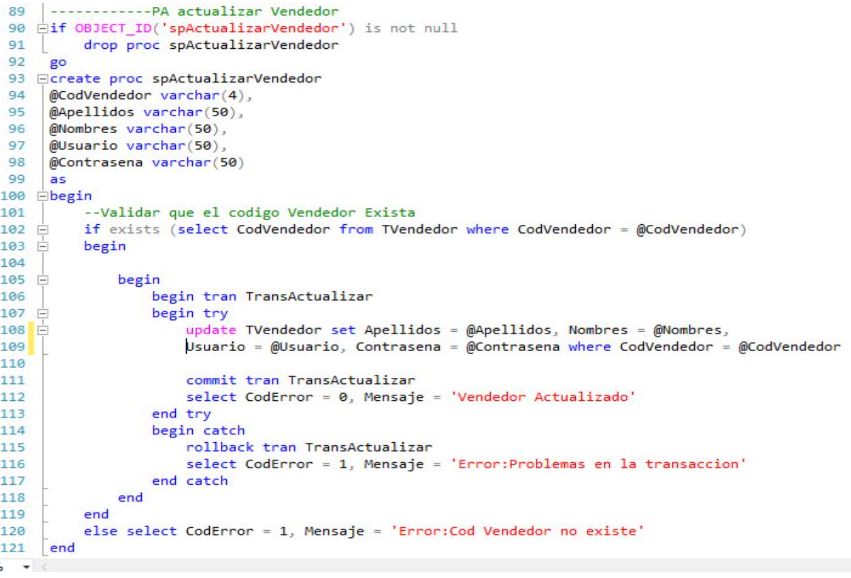 89 ------------PA actualizar Vendedor
90 if OBJECT_ID('spActualizarVendedor') is not null
91 drop proc spActualizarVendedor
92 go
93 create proc spActualizarVendedor
94 @CodVendedor varchar(4),
95 @Apellidos varchar(50),
96 @Nombres varchar(50),
97 @Usuario varchar(50),
98 @Contrasena varchar(50)
99 as
100 begin
101 --Validar que el codigo Vendedor Exista
102 if exists (select CodVendedor from TVendedor where CodVendedor = @CodVendedor)
103 begin
104
105 begin
106 begin tran TransActualizar
107 begin try
108 update TVendedor set Apellidos = @Apellidos, Nombres = @Nombres,
109 Usuario = @Usuario, Contrasena = @Contrasena where CodVendedor = @CodVendedor
110
111 commit tran TransActualizar
112 select CodError = 0, Mensaje = 'Vendedor Actualizado'
113 end try
114 begin catch
115 rollback tran TransActualizar
116 select CodError = 1, Mensaje = 'Error:Problemas en la transaccion'
117 end catch
118 end
119 end
120 else select CodError = 1, Mensaje = 'Error:Cod Vendedor no existe'
121 end